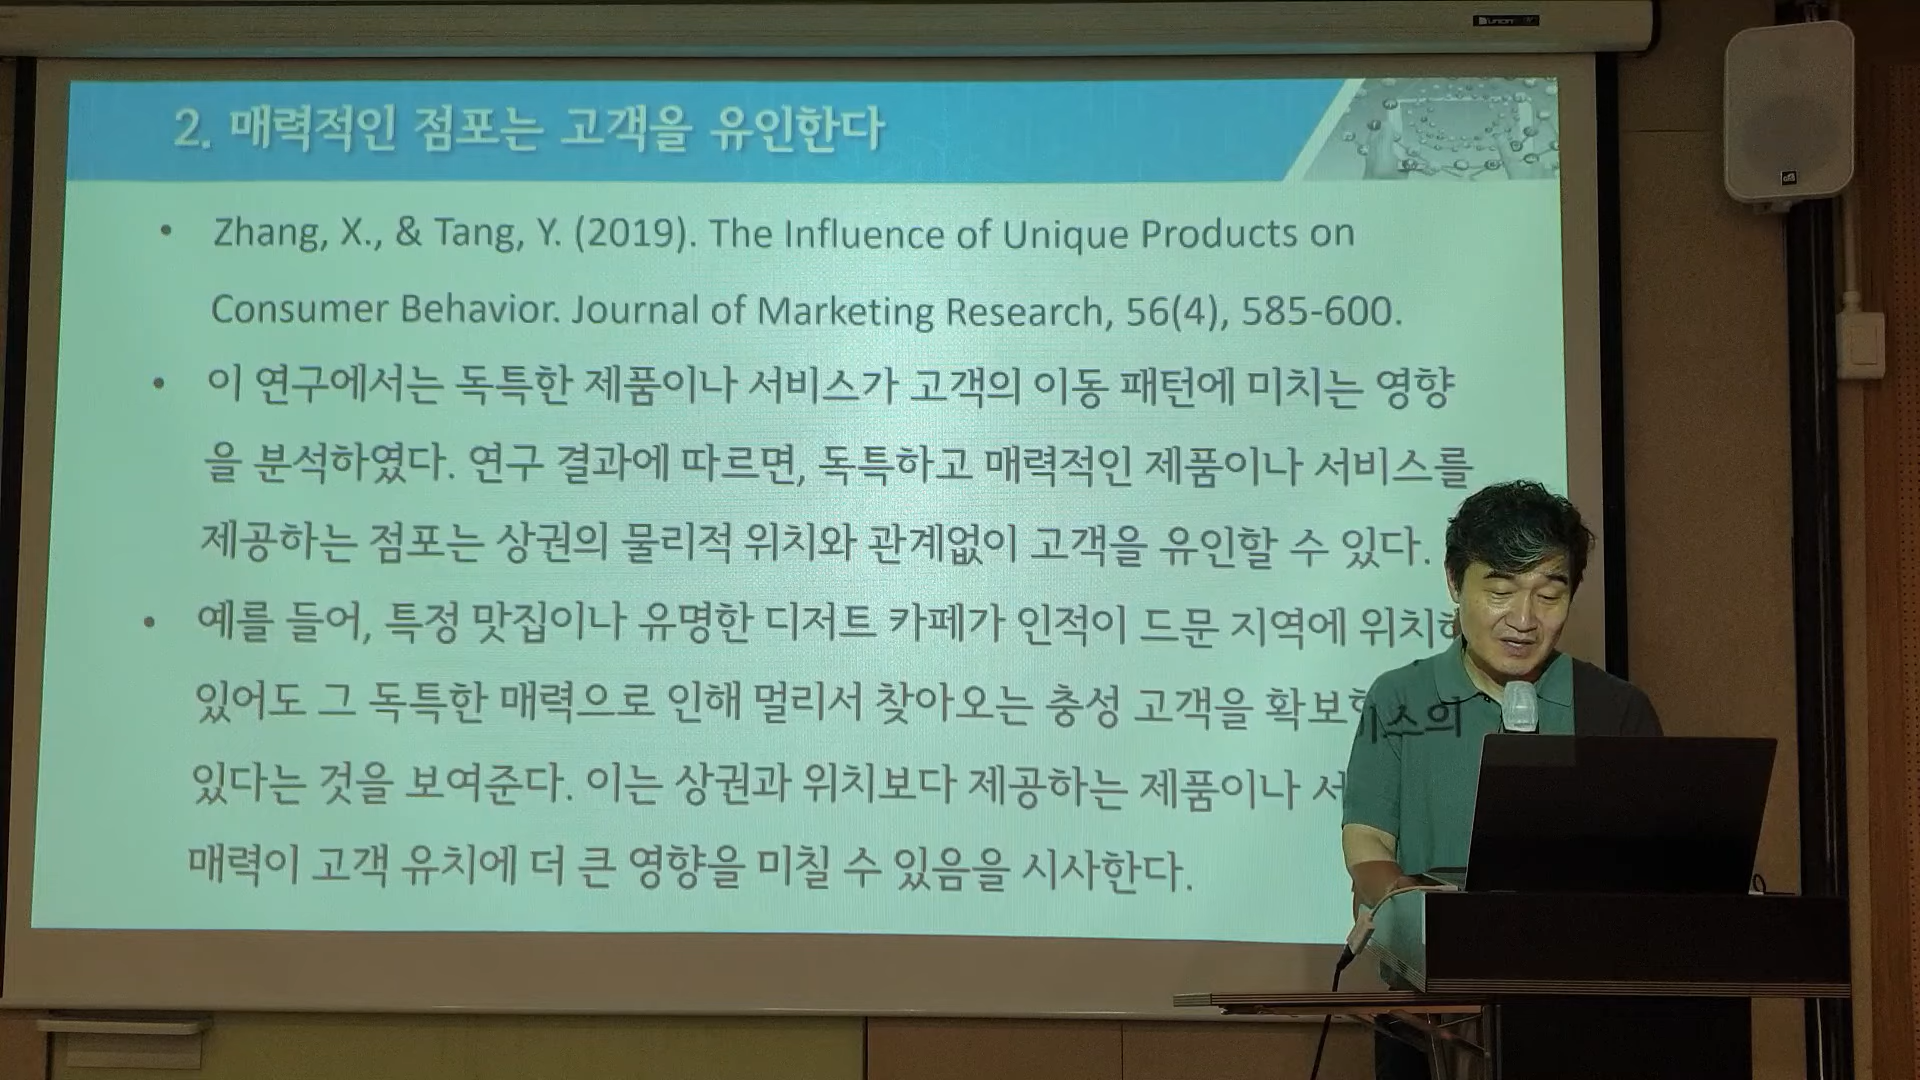 2. 매력적인 점포는 고객을 유인한다
• Zhang, X., & Tang, Y. (2019). The Influence of Unique Products on
Consumer Behavior. Journal of Marketing Research, 56(4), 585-600.
• 이 연구에서는 독특한 제품이나 서비스가 고객의 이동 패턴에 미치는 영향
을 분석하였다. 연구 결과에 따르면, 독특하고 매력적인 제품이나 서비스를
제공하는 점포는 상권의 물리적 위치와 관계없이 고객을 유인할 수 있다.
• 예를 들어, 특정 맛집이나 유명한 디저트 카페가 인적이 드문 지역에
있어도 그 독특한 매력으로 인해 멀리서 찾아오는 충성 고객을
있다는 것을 보여준다. 이는 상권과 위치보다 제공하는 제품이나
매력이 고객 유치에 더 큰 영향을 미칠 수 있음을 시사한다.